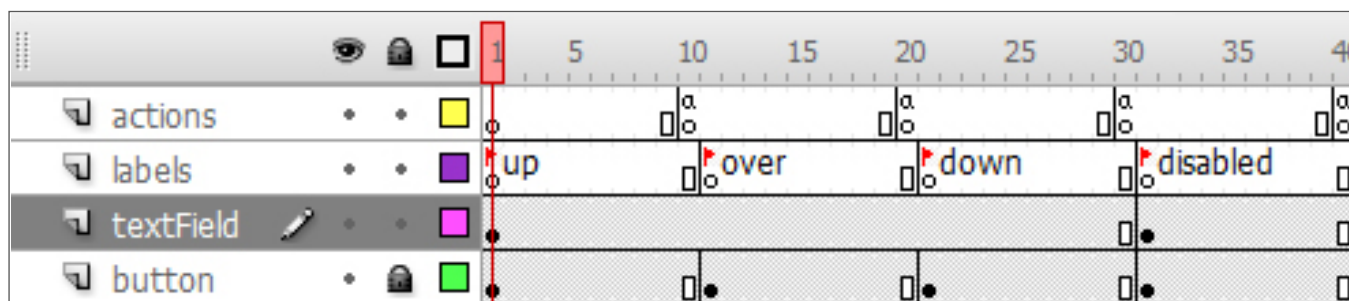 1 5 10 15 20 25 30 35 40
actions a a a a
labels up over down disabled
textField
button